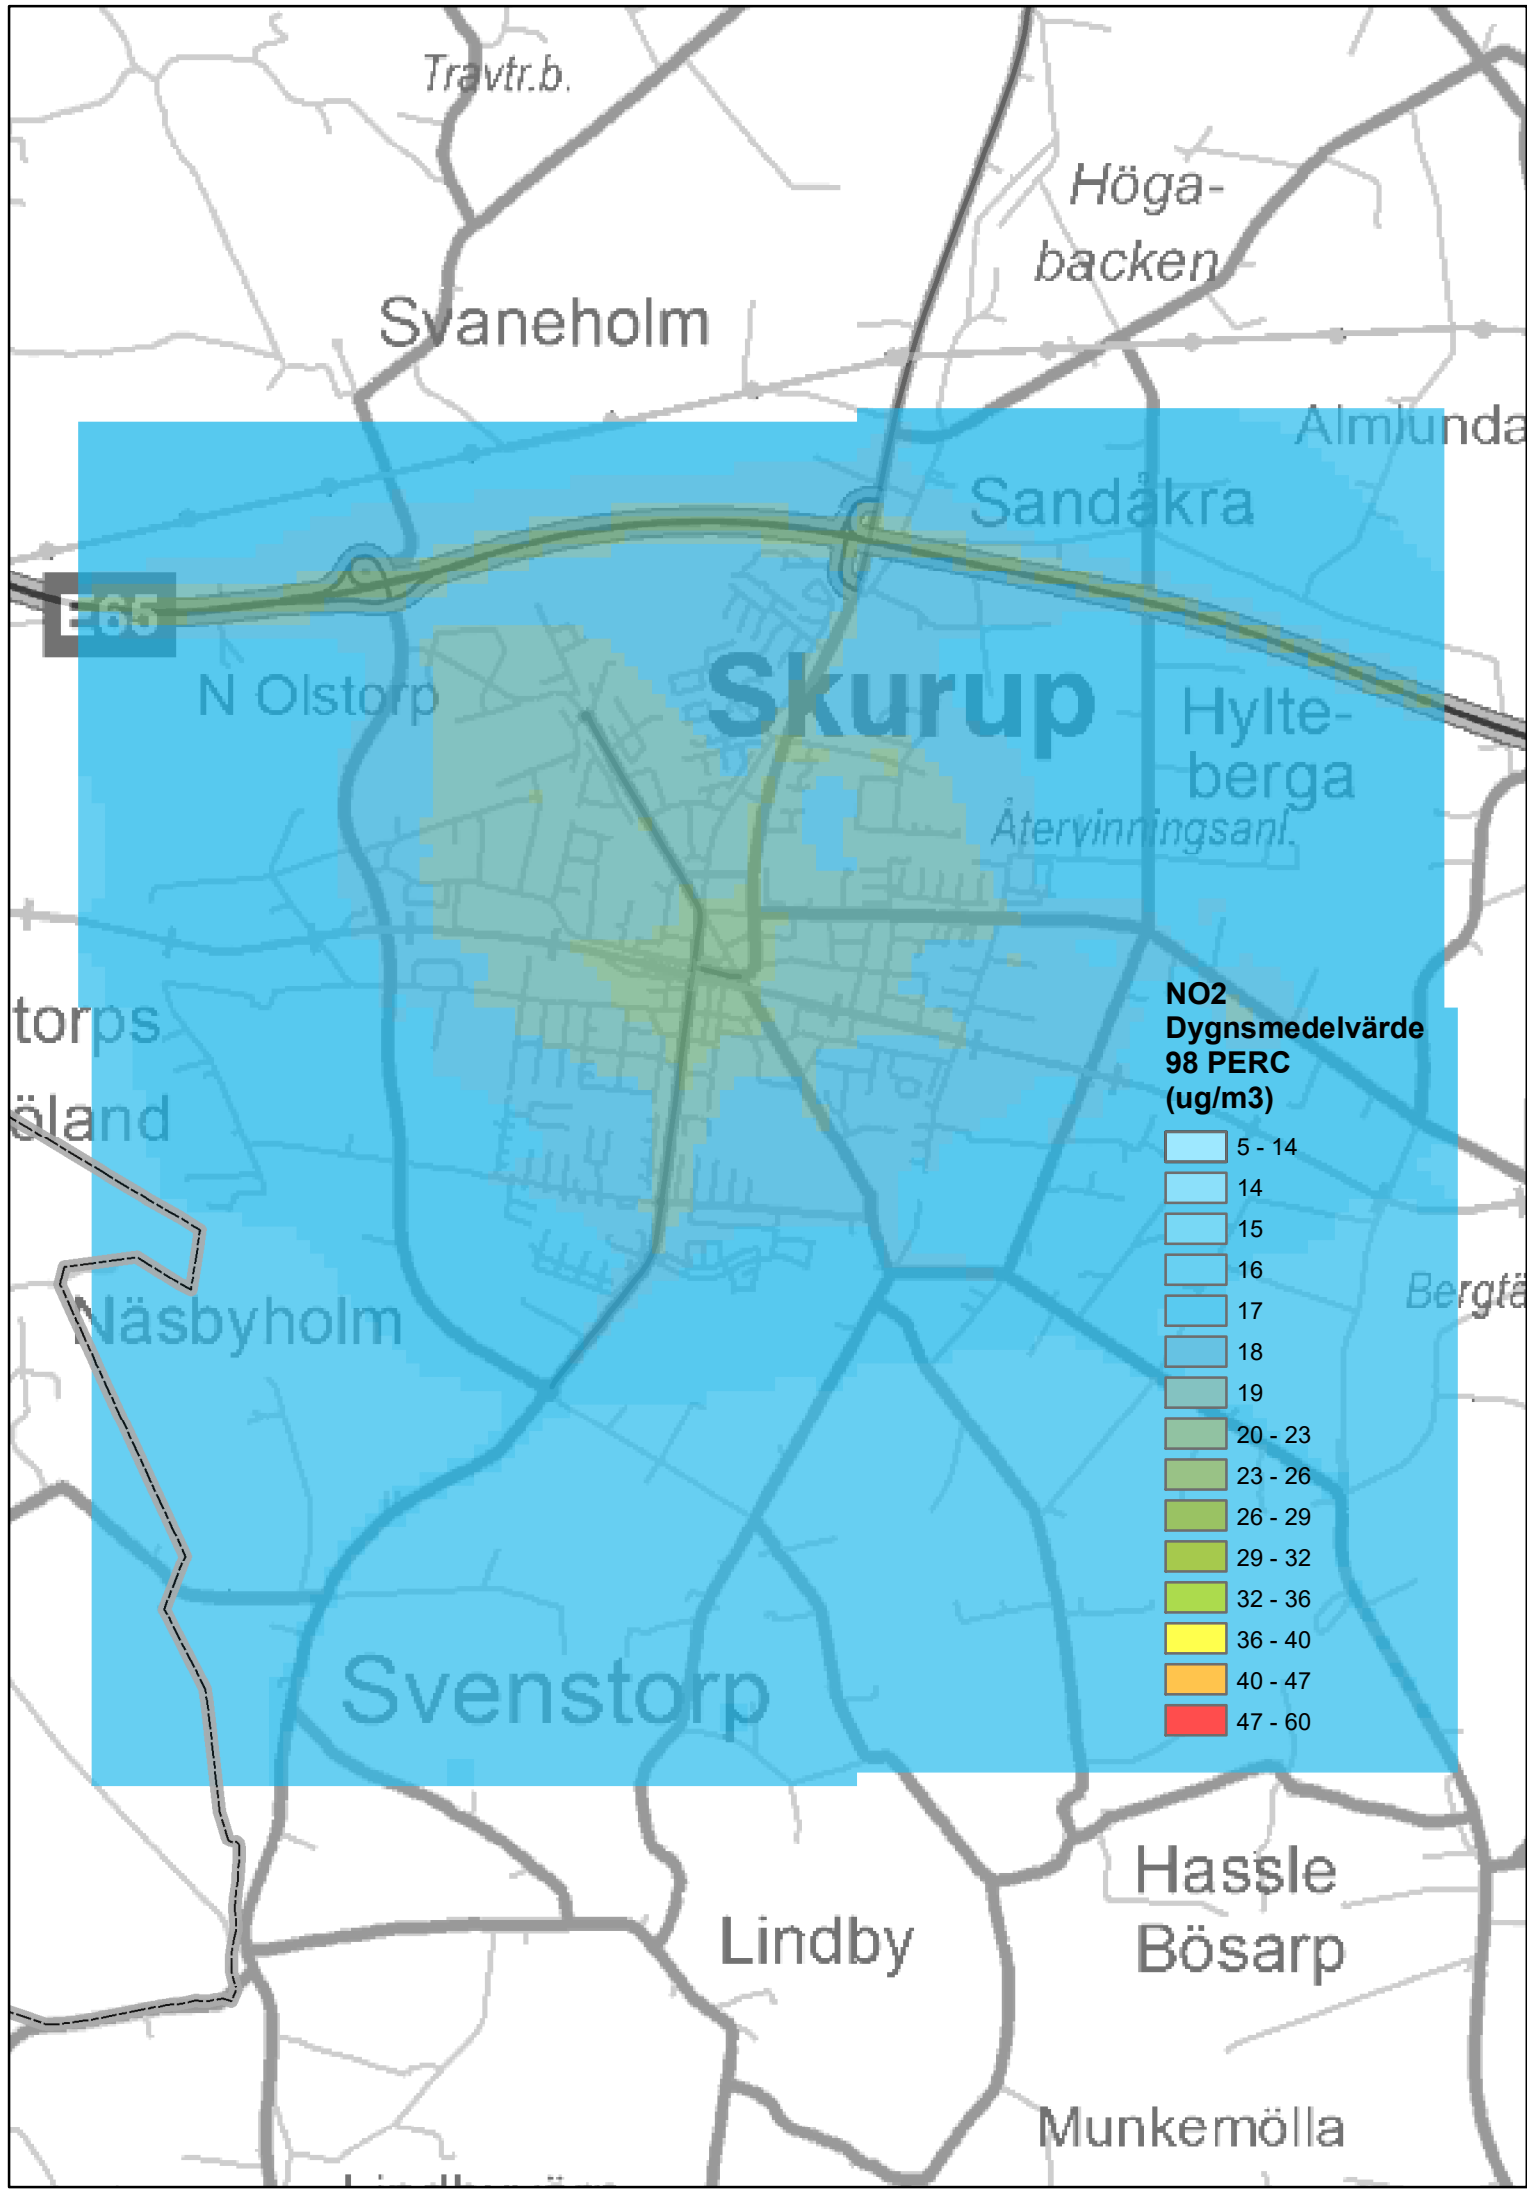 Travtr.b.
Höga-
backen
Svaneholm
Almlunda
Sandåkra
E65
Skurup
N Olstorp
Hylte-
berga
Återvinningsanl.
torps
öland
NO2
Dygnsmedelvärde
98 PERC
(ug/m3)
5 - 14
14
15
16
17
18
19
20 - 23
23 - 26
26 - 29
29 - 32
32 - 36
36 - 40
40 - 47
47 - 60
Näsbyholm
Bergtä
Svenstorp
Hassle
Bösarp
Lindby
Munkemölla